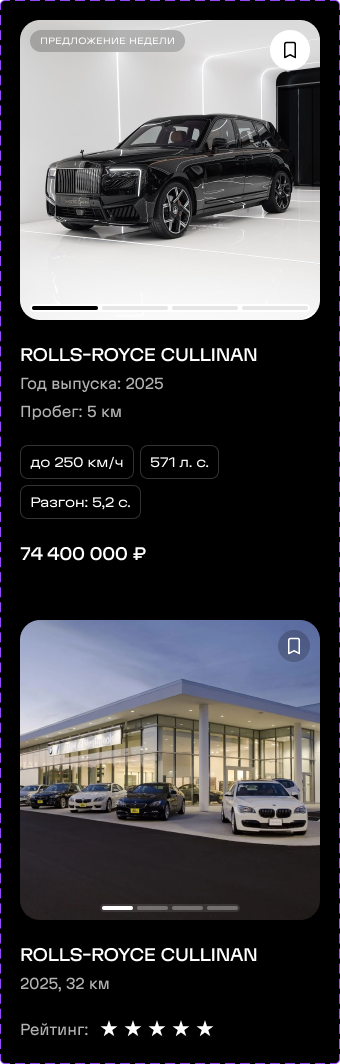 ПРЕДЛОЖЕНИЕ НЕДЕЛИ
ROLLS-ROYCE CULLINAN
Год выпуска: 2025
Пробег: 5 км
до 250 км/ч
571 л. с.
Разгон: 5,2 с.
74 400 000 ₽
ROLLS-ROYCE CULLINAN
2025, 32 км
Рейтинг: ★ ★ ★ ★ ★